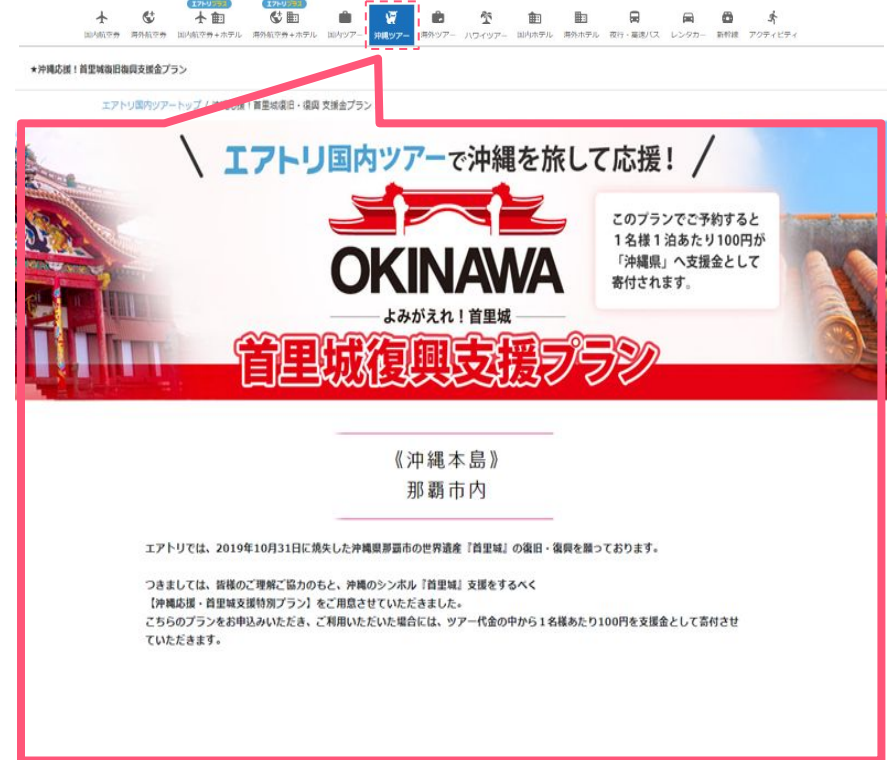 エアトリプラス エアトリプラス
国内航空券 海外航空券 国内航空券+ホテル 海外航空券+ホテル 国内ツアー 沖縄ツアー 海外ツアー ハワイツアー 国内ホテル 海外ホテル 夜行・高速バス レンタカー 新幹線 アクティビティ
★沖縄応援！首里城復旧復興支援金プラン
エアトリ国内ツアートップ / 沖縄応援！首里城復旧・復興 支援金プラン
エアトリ国内ツアーで沖縄を旅して応援！
このプランでご予約すると
１名様１泊あたり100円が
「沖縄県」へ支援金として
寄付されます。
OKINAWA
よみがえれ！首里城
首里城復興支援プラン
《沖縄本島》
那覇市内
エアトリでは、2019年10月31日に焼失した沖縄県那覇市の世界遺産『首里城』の復旧・復興を願っております。
つきましては、皆様のご理解ご協力のもと、沖縄のシンボル『首里城』支援をするべく
【沖縄応援・首里城支援特別プラン】をご用意させていただきました。
こちらのプランをお申込みいただき、ご利用いただいた場合には、ツアー代金の中から１名様あたり100円を支援金として寄付させ
ていただきます。